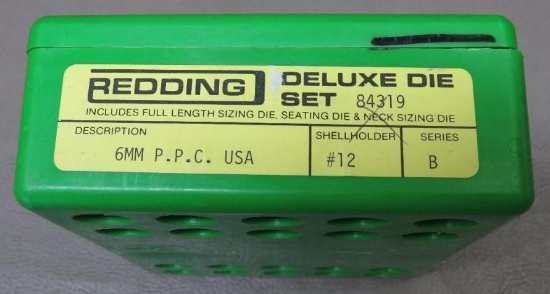 REDDING DELUXE DIE
SET 84319
INCLUDES FULL LENGTH SIZING DIE, SEATING DIE & NECK SIZING DIE
DESCRIPTION SHELLHOLDER SERIES
6MM P.P.C. USA #12 B